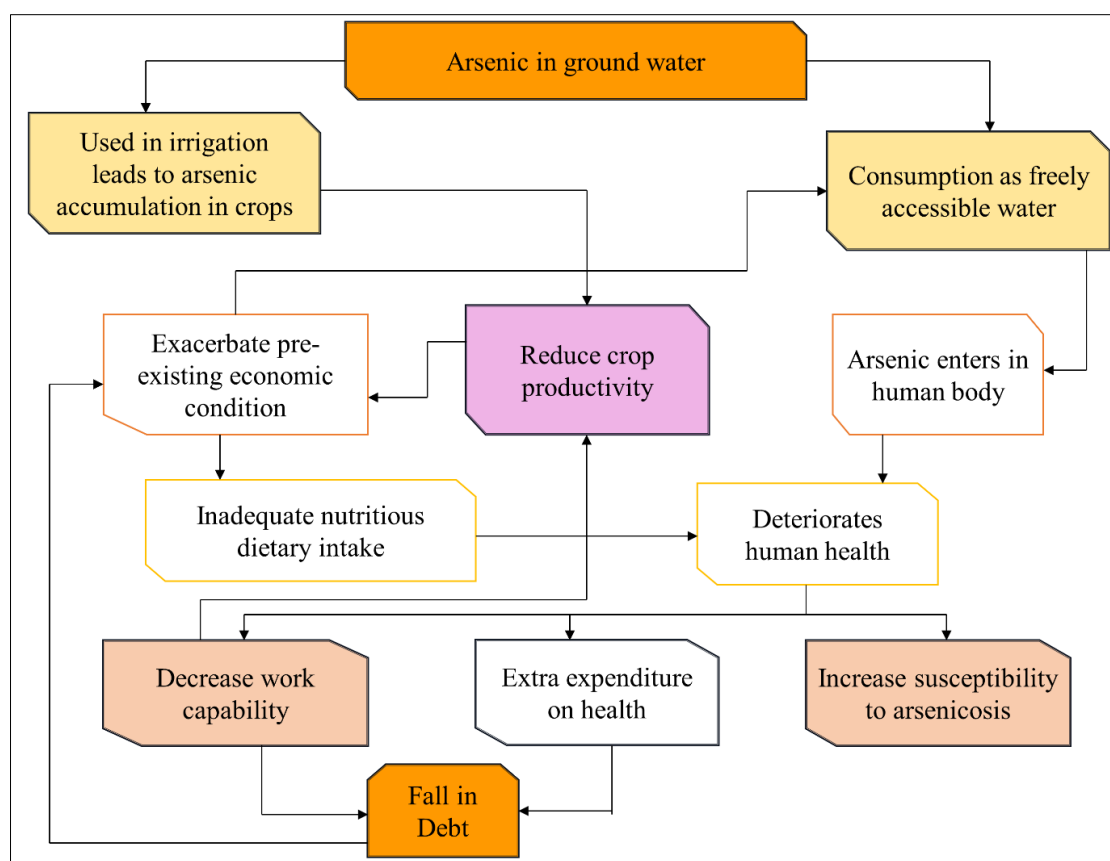 Arsenic in ground water
Used in irrigation
leads to arsenic
accumulation in crops
Consumption as freely
accessible water
Exacerbate pre-
existing economic
condition
Reduce crop
productivity
Arsenic enters in
human body
Inadequate nutritious
dietary intake
Deteriorates
human health
Decrease work
capability
Extra expenditure
on health
Increase susceptibility
to arsenicosis
Fall in
Debt